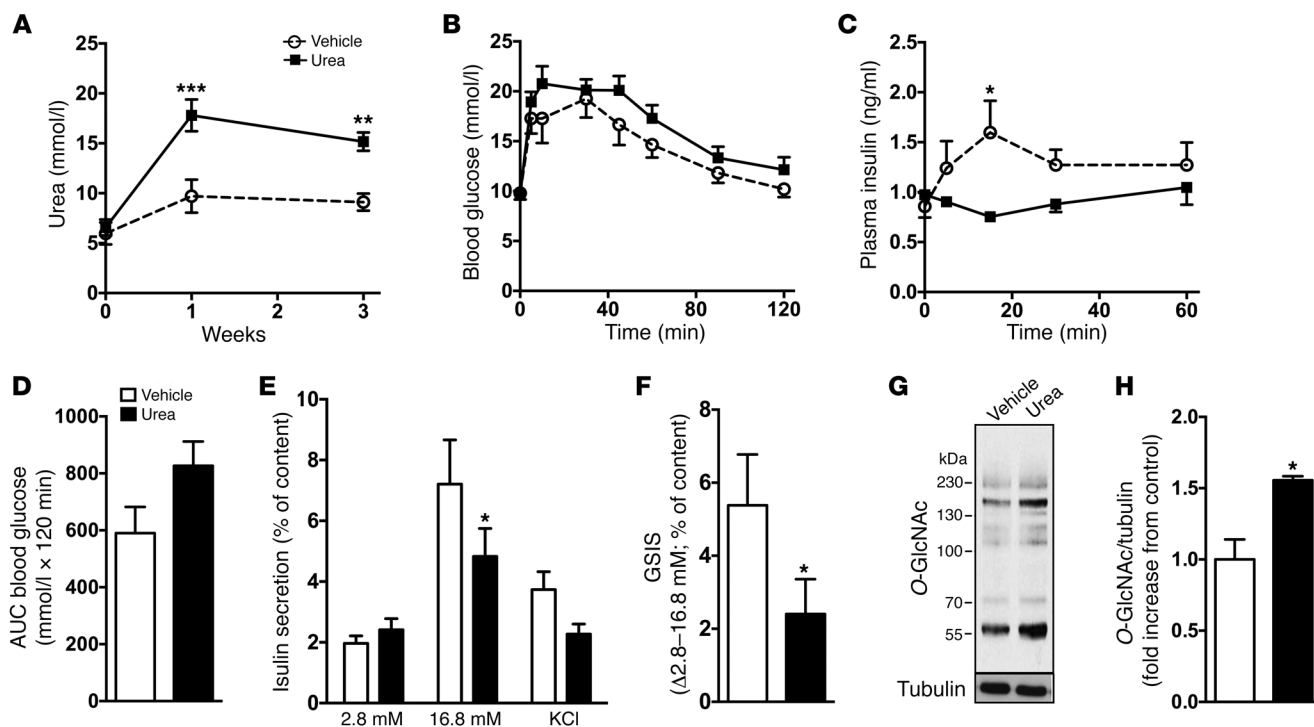 A
Urea (mmol/l)
25
20
15
10
5
0
***
**
Vehicle
Urea
0 1 2 3
Weeks
B
Blood glucose (mmol/l)
25
20
15
10
5
0
0 40 80 120
Time (min)
C
Plasma insulin (ng/ml)
2.5
2.0
1.5
1.0
0.5
0.0
*
0 20 40 60
Time (min)
D
Vehicle
Urea
AUC blood glucose
(mmol/l × 120 min)
1000
800
600
400
200
0
E
Isulin secretion (% of content)
10
8
6
4
2
0
*
2.8 mM 16.8 mM KCl
F
GSIS
(Δ2.8–16.8 mM; % of content)
8
6
4
2
0
*
G
Vehicle
Urea
kDa
230
130
100
70
55
O-GlcNAc
Tubulin
H
O-GlcNAc/tubulin
(fold increase from control)
2.0
1.5
1.0
0.5
0.0
*